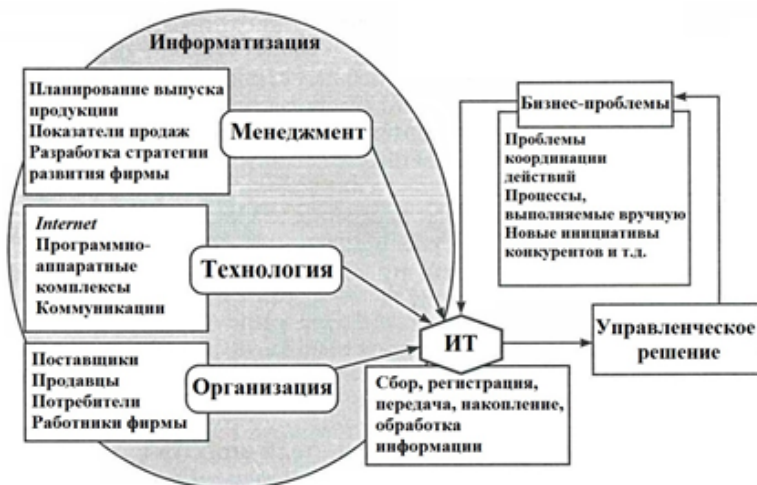 Информатизация
Планирование выпуска
продукции
Показатели продаж
Разработка стратегии
развития фирмы
Менеджмент
Internet
Программно-
аппаратные
комплексы
Коммуникации
Технология
Поставщики
Продавцы
Потребители
Работники фирмы
Организация
ИТ
Сбор, регистрация,
передача, накопление,
обработка
информации
Бизнес-проблемы
Проблемы
координации
действий
Процессы,
выполняемые вручную
Новые инициативы
конкурентов и т.д.
Управленческое
решение